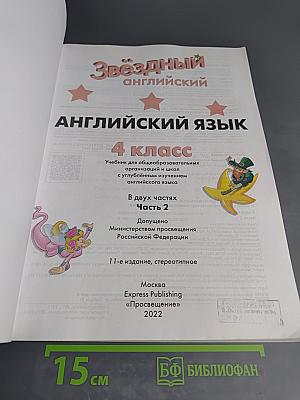 Звёздный
английский
АНГЛИЙСКИЙ ЯЗЫК
4 класс
Учебник для общеобразовательных
организаций и школ
с углублённым изучением
английского языка
В двух частях
Часть 2
Допущено
Министерством просвещения
Российской Федерации
11-е издание, стереотипное
Москва
Express Publishing
«Просвещение»
2022
15 см
БФ БИБЛИОФАН